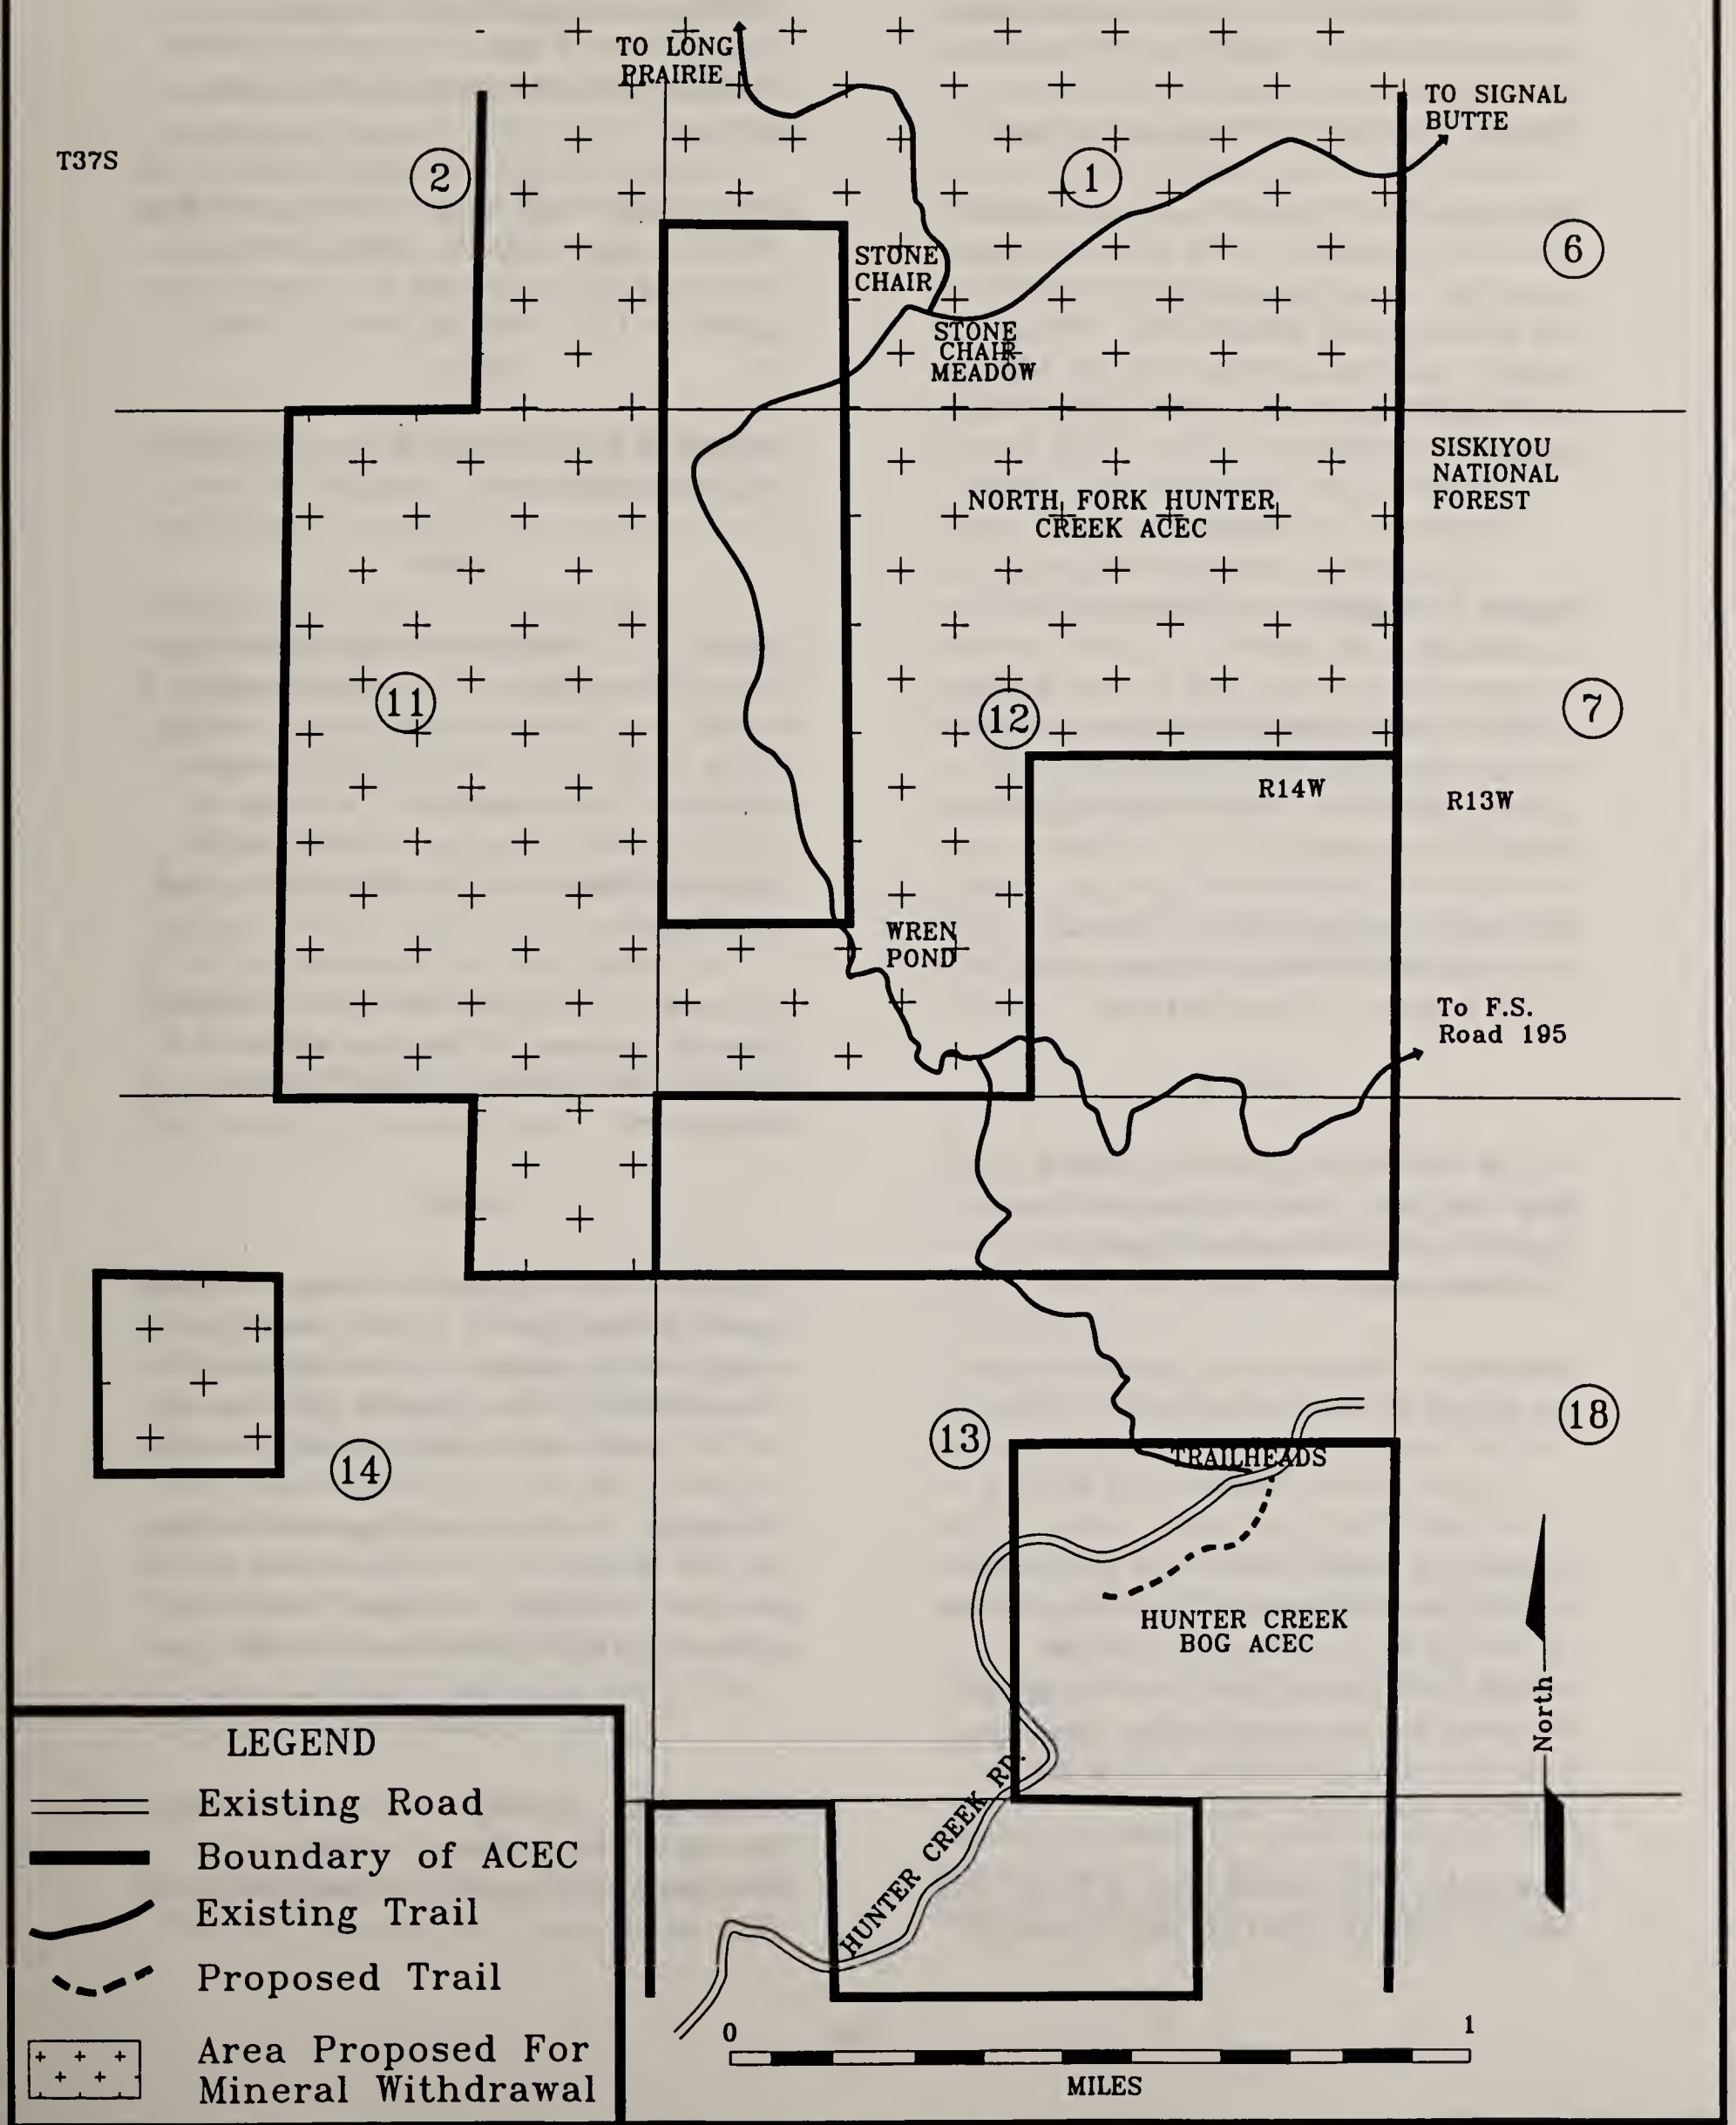 TO LONG
PRAIRIE
TO SIGNAL
BUTTE
T37S
2
1
6
STONE
CHAIR
STONE
CHAIR
MEADOW
SISKIYOU
NATIONAL
FOREST
NORTH FORK HUNTER
CREEK ACEC
11
12
7
R14W
R13W
WREN
POND
To F.S.
Road 195
13
18
14
TRAILHEADS
HUNTER CREEK
BOG ACEC
North
HUNTER CREEK RD.
LEGEND
Existing Road
Boundary of ACEC
Existing Trail
Proposed Trail
Area Proposed For
Mineral Withdrawal
0 1
MILES